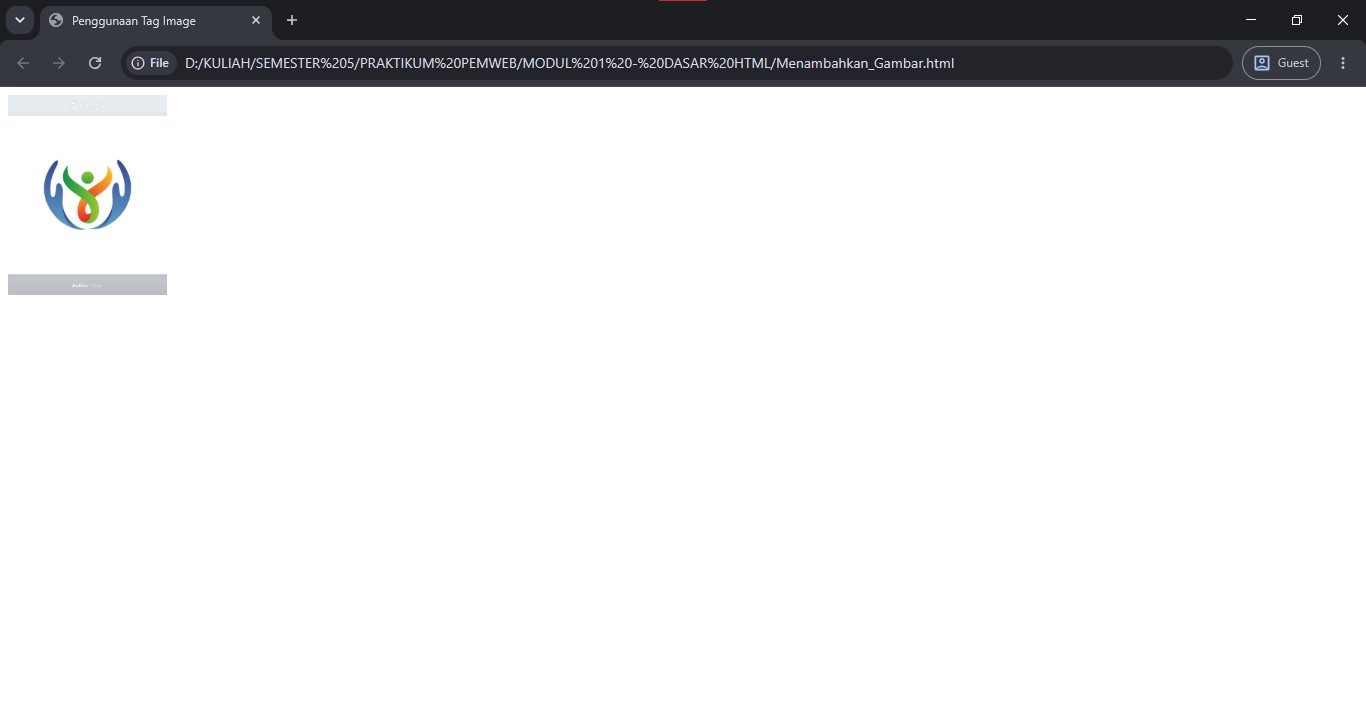 Penggunaan Tag Image
File
D:/KULIAH/SEMESTER%205/PRAKTIKUM%20PEMWEB/MODUL%201%20-%20DASAR%20HTML/Menambahkan_Gambar.html
Guest